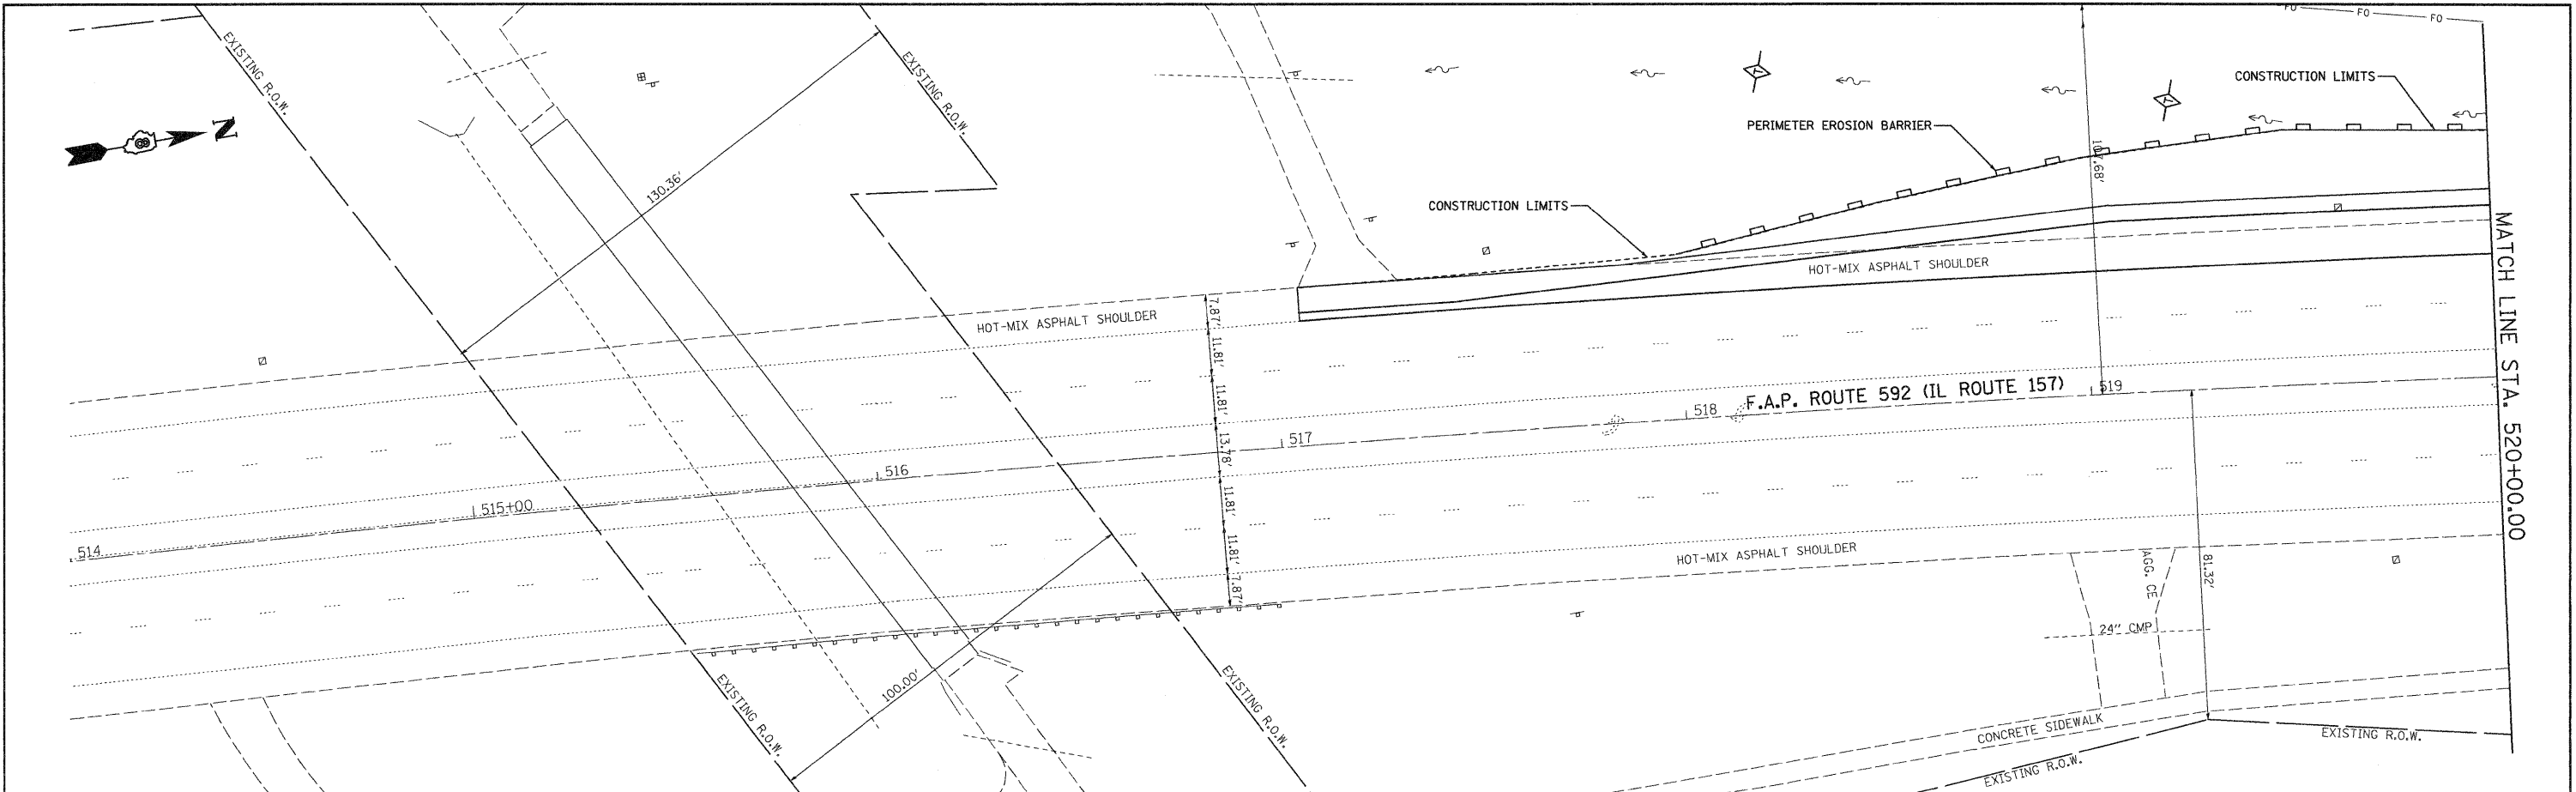 FO FO FO
EXISTING R.O.W.
EXISTING R.O.W.
N
CONSTRUCTION LIMITS
PERIMETER EROSION BARRIER
130.36'
107.68'
CONSTRUCTION LIMITS
HOT-MIX ASPHALT SHOULDER
HOT-MIX ASPHALT SHOULDER
MATCH LINE STA. 520+00.00
7.87'
11.81'
11.81'
13.78'
11.81'
11.81'
7.87'
514
515+00
516
517
518
F.A.P. ROUTE 592 (IL ROUTE 157)
519
HOT-MIX ASPHALT SHOULDER
AGG. CE
81.32'
24" CMP
100.00'
EXISTING R.O.W.
EXISTING R.O.W.
CONCRETE SIDEWALK
EXISTING R.O.W.
EXISTING R.O.W.